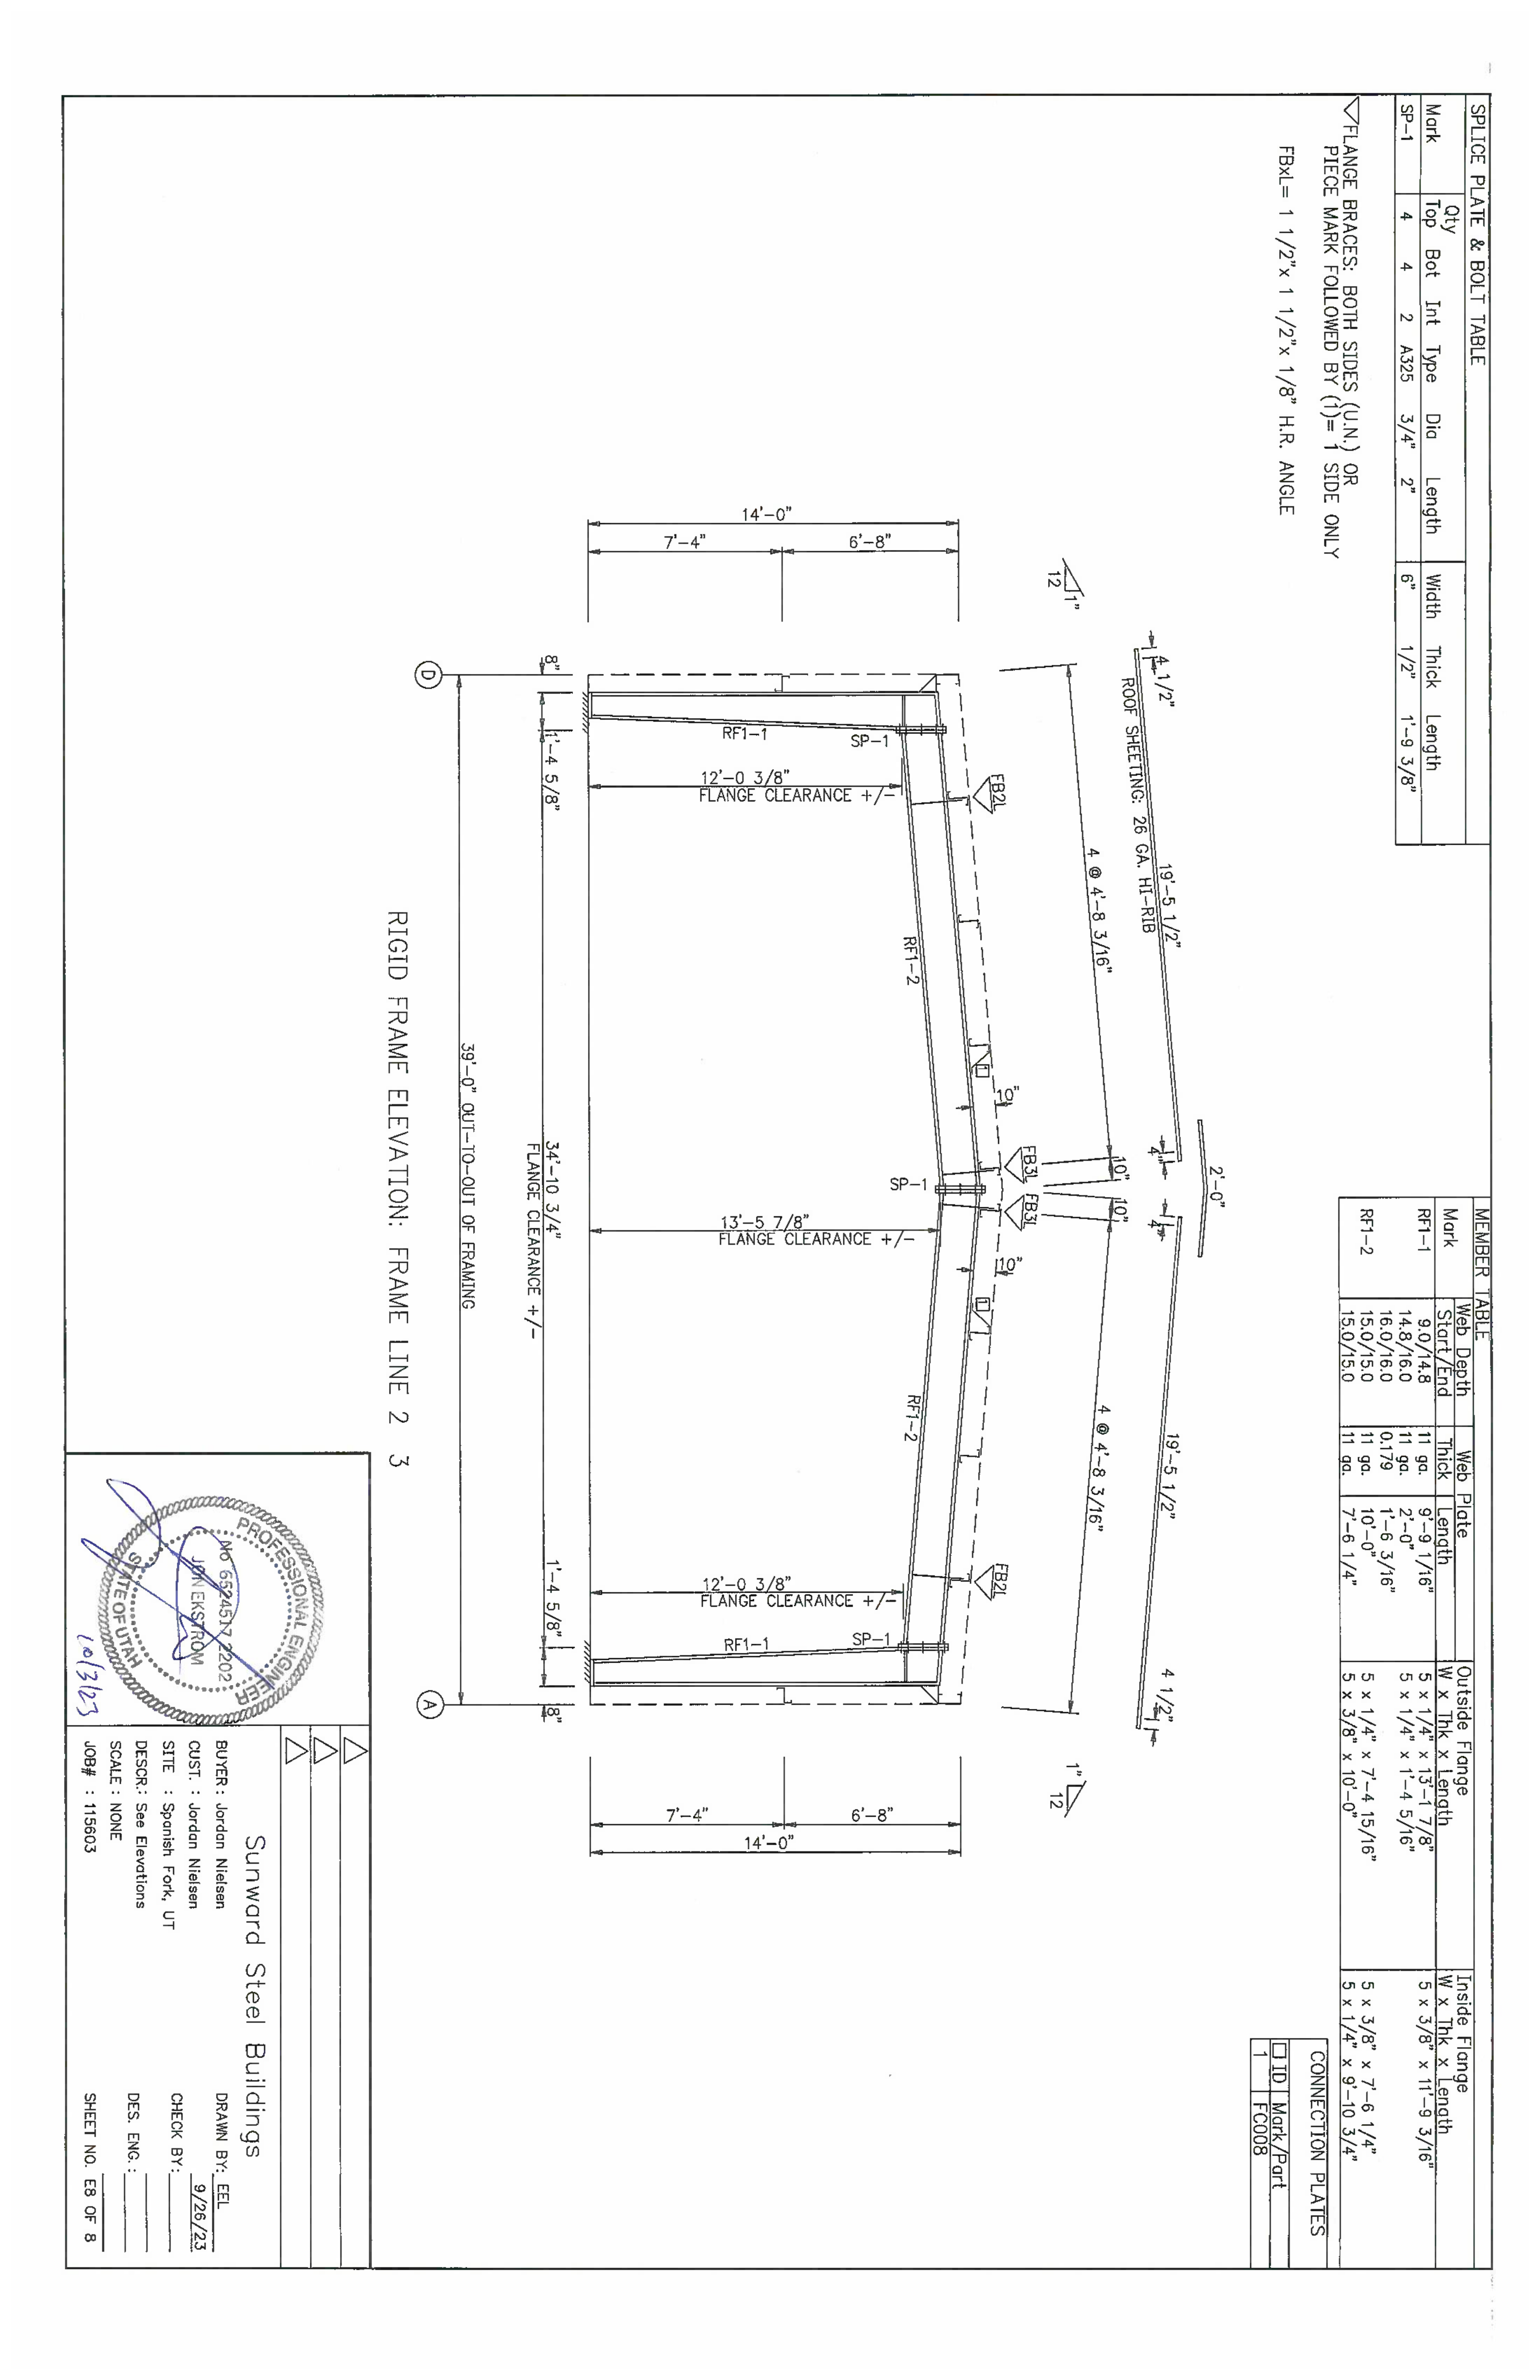 SPLICE PLATE & BOLT TABLE
Mark Qty Top Bot Int Type Dia Length Width Thick Length
SP-1 4 4 2 A325 3/4" 2" 6" 1/2" 1'-9 3/8"
FLANGE BRACES: BOTH SIDES (U.N.) OR
PIECE MARK FOLLOWED BY (1)= 1 SIDE ONLY
FBxL= 1 1/2"x 1 1/2"x 1/8" H.R. ANGLE
MEMBER TABLE
Web Depth Web Plate Outside Flange Inside Flange
Mark Start/End Thick Length W x Thk x Length W x Thk x Length
RF1-1 9.0/14.8 11 ga. 9'-9 1/16" 5 x 1/4" x 13'-1 7/8" 5 x 3/8" x 11'-9 3/16"
14.8/16.0 11 ga. 2'-0" 5 x 1/4" x 1'-4 5/16"
16.0/16.0 0.179 1'-6 3/16"
RF1-2 15.0/15.0 11 ga. 10'-0" 5 x 1/4" x 7'-4 15/16" 5 x 3/8" x 7'-6 1/4"
15.0/15.0 11 ga. 7'-6 1/4" 5 x 3/8" x 10'-0" 5 x 1/4" x 9'-10 3/4"
CONNECTION PLATES
ID Mark/Part
1 FC008
2'-0"
4 1/2" 19'-5 1/2" 4" 4" 19'-5 1/2" 4 1/2"
ROOF SHEETING: 26 GA. HI-RIB
4 @ 4'-8 3/16" 10" 10" 4 @ 4'-8 3/16"
1" 12
1" 12
FB2L FB3L FB3L FB2L
10" 10"
1 1
14'-0" 7'-4" 6'-8"
7'-4" 6'-8" 14'-0"
SP-1 RF1-2 SP-1 RF1-2 SP-1
RF1-1 RF1-1
12'-0 3/8"
FLANGE CLEARANCE +/-
13'-5 7/8"
FLANGE CLEARANCE +/-
12'-0 3/8"
FLANGE CLEARANCE +/-
8" 1'-4 5/8" 34'-10 3/4" 1'-4 5/8" 8"
FLANGE CLEARANCE +/-
39'-0" OUT-TO-OUT OF FRAMING
D A
RIGID FRAME ELEVATION: FRAME LINE 2 3
PROFESSIONAL ENGINEER
No 6524517 2202
JON EKSTROM
STATE OF UTAH
10/3/23
Sunward Steel Buildings
BUYER : Jordan Nielsen DRAWN BY: EEL
CUST. : Jordan Nielsen 9/26/23
SITE : Spanish Fork, UT CHECK BY:
DESCR.: See Elevations DES. ENG.:
SCALE : NONE
JOB# : 115603 SHEET NO. E8 OF 8